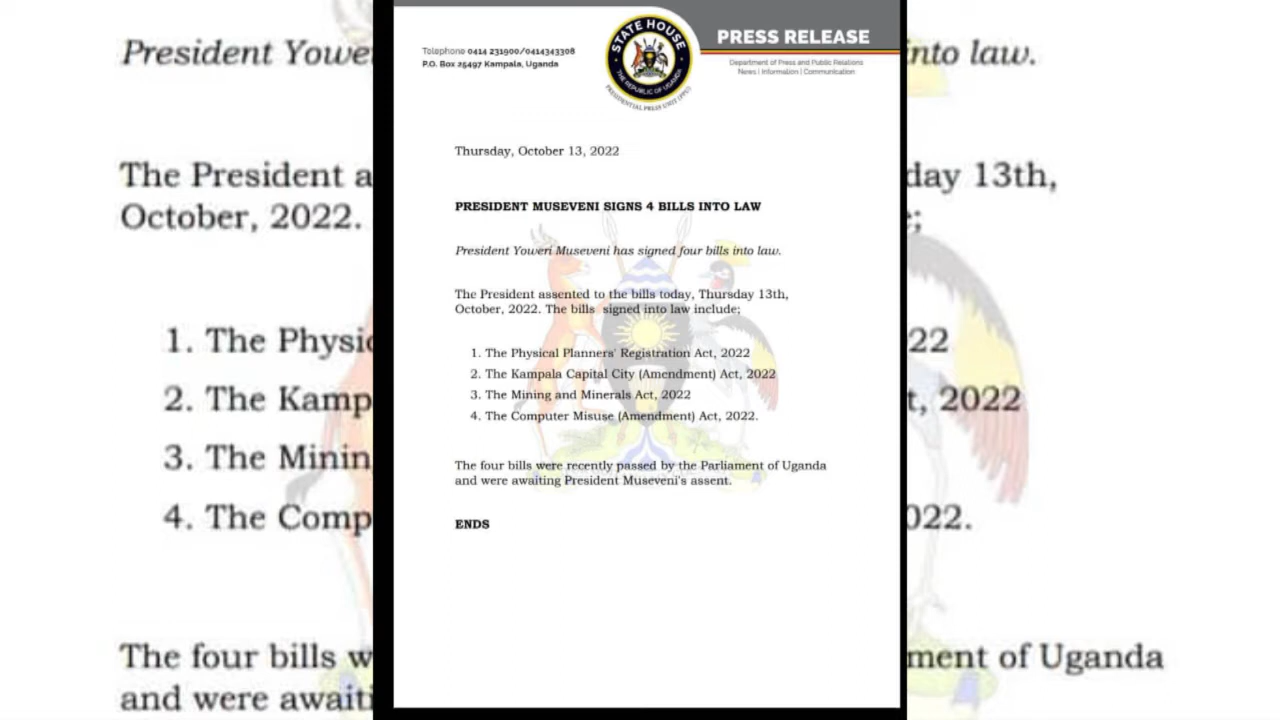 Telephone 0414 231900/0414343308
P.O. Box 25497 Kampala, Uganda
STATE HOUSE
THE REPUBLIC OF UGANDA
PRESIDENTIAL PRESS UNIT (PPU)
PRESS RELEASE
Department of Press and Public Relations
News | Information | Communication
Thursday, October 13, 2022
PRESIDENT MUSEVENI SIGNS 4 BILLS INTO LAW
President Yoweri Museveni has signed four bills into law.
The President assented to the bills today, Thursday 13th,
October, 2022. The bills signed into law include;
1. The Physical Planners' Registration Act, 2022
2. The Kampala Capital City (Amendment) Act, 2022
3. The Mining and Minerals Act, 2022
4. The Computer Misuse (Amendment) Act, 2022.
The four bills were recently passed by the Parliament of Uganda
and were awaiting President Museveni's assent.
ENDS
President Yowe
into law.
The President a
day 13th,
October, 2022.
e;
1. The Physic
22
2. The Kamp
t, 2022
3. The Minin
4. The Comp
022.
The four bills w
ment of Uganda
and were awaiti